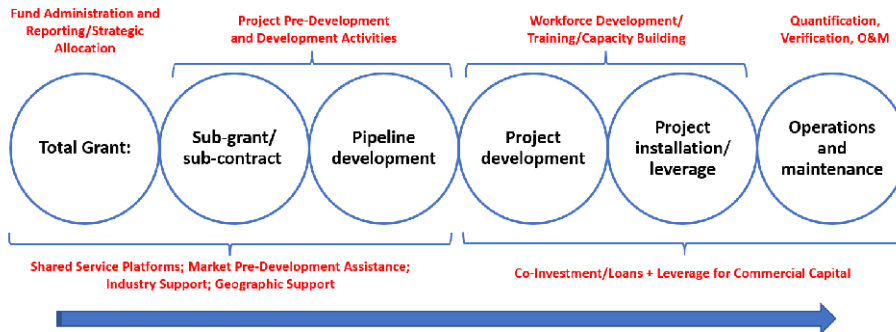 Fund Administration and
Reporting/Strategic
Allocation
Project Pre-Development
and Development Activities
Workforce Development/
Training/Capacity Building
Quantification,
Verification, O&M
Total Grant:
Sub-grant/
sub-contract
Pipeline
development
Project
development
Project
installation/
leverage
Operations
and
maintenance
Shared Service Platforms; Market Pre-Development Assistance;
Industry Support; Geographic Support
Co-Investment/Loans + Leverage for Commercial Capital